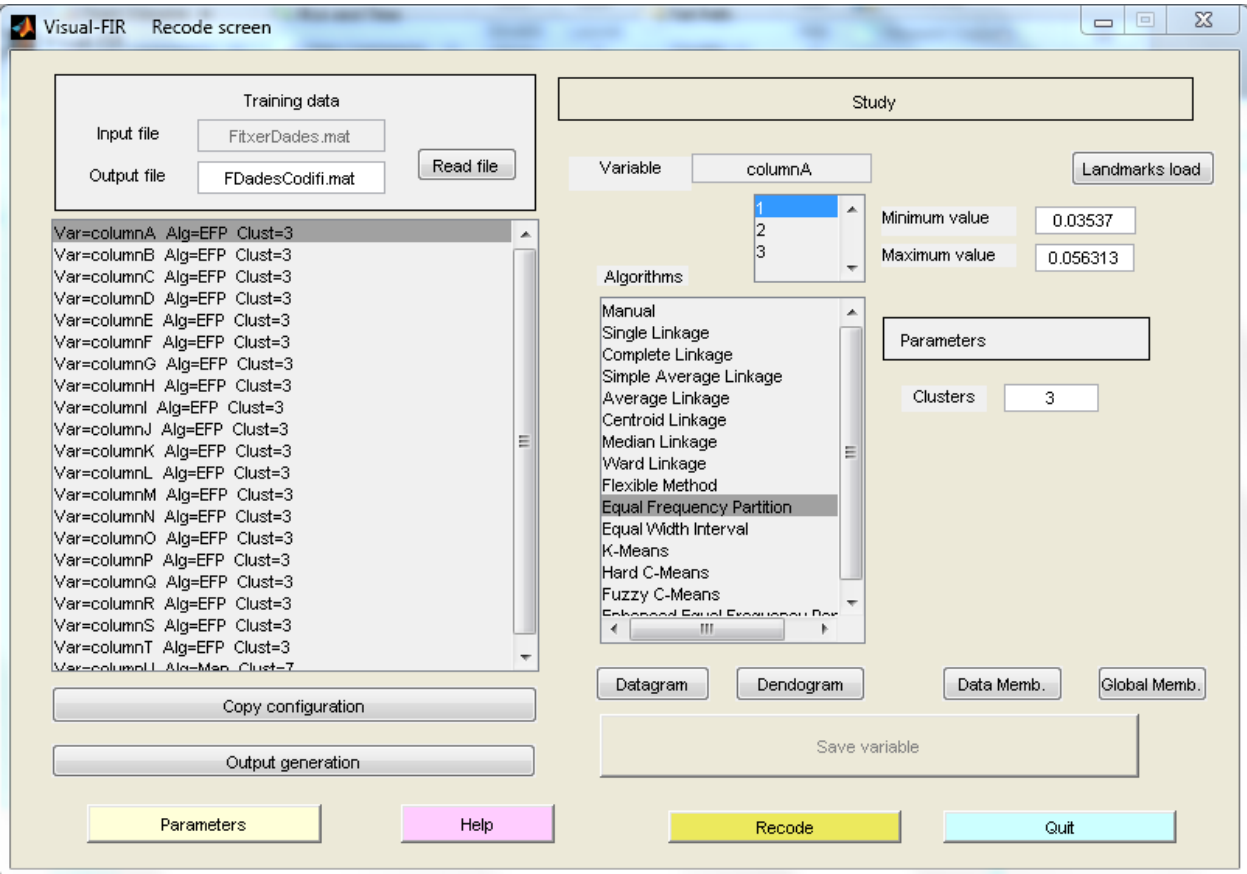 Visual-FIR Recode screen
Training data
Input file FitxerDades.mat
Output file FDadesCodifi.mat
Read file
Var=columnA Alg=EFP Clust=3
Var=columnB Alg=EFP Clust=3
Var=columnC Alg=EFP Clust=3
Var=columnD Alg=EFP Clust=3
Var=columnE Alg=EFP Clust=3
Var=columnF Alg=EFP Clust=3
Var=columnG Alg=EFP Clust=3
Var=columnH Alg=EFP Clust=3
Var=columnI Alg=EFP Clust=3
Var=columnJ Alg=EFP Clust=3
Var=columnK Alg=EFP Clust=3
Var=columnL Alg=EFP Clust=3
Var=columnM Alg=EFP Clust=3
Var=columnN Alg=EFP Clust=3
Var=columnO Alg=EFP Clust=3
Var=columnP Alg=EFP Clust=3
Var=columnQ Alg=EFP Clust=3
Var=columnR Alg=EFP Clust=3
Var=columnS Alg=EFP Clust=3
Var=columnT Alg=EFP Clust=3
Var=columnU Alg=Man Clust=7
Copy configuration
Output generation
Parameters
Help
Study
Variable columnA
Landmarks load
1
2
3
Minimum value 0.03537
Maximum value 0.056313
Algorithms
Manual
Single Linkage
Complete Linkage
Simple Average Linkage
Average Linkage
Centroid Linkage
Median Linkage
Ward Linkage
Flexible Method
Equal Frequency Partition
Equal Width Interval
K-Means
Hard C-Means
Fuzzy C-Means
Enhanced Equal Frequency Par
Parameters
Clusters 3
Datagram
Dendogram
Data Memb.
Global Memb.
Save variable
Recode
Quit